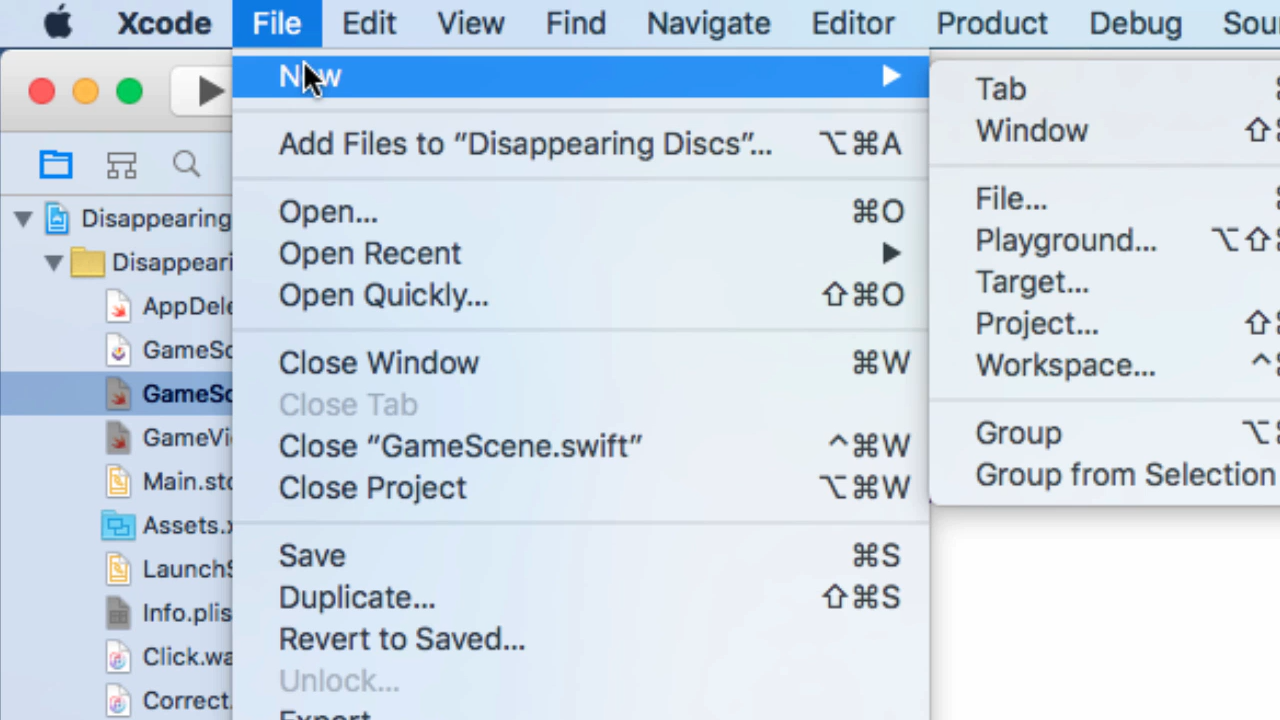 Xcode File Edit View Find Navigate Editor Product Debug
New
Add Files to “Disappearing Discs”... ⌥⌘A
Open... ⌘O
Open Recent
Open Quickly... ⇧⌘O
Close Window ⌘W
Close Tab
Close “GameScene.swift” ^⌘W
Close Project ⌥⌘W
Save ⌘S
Duplicate... ⇧⌘S
Revert to Saved...
Unlock...
Export
Tab
Window
File...
Playground...
Target...
Project...
Workspace...
Group
Group from Selection
Disappearing
Disappeari
AppDele
GameSc
GameSc
GameVi
Main.sto
Assets.x
LaunchS
Info.plis
Click.wa
Correct.